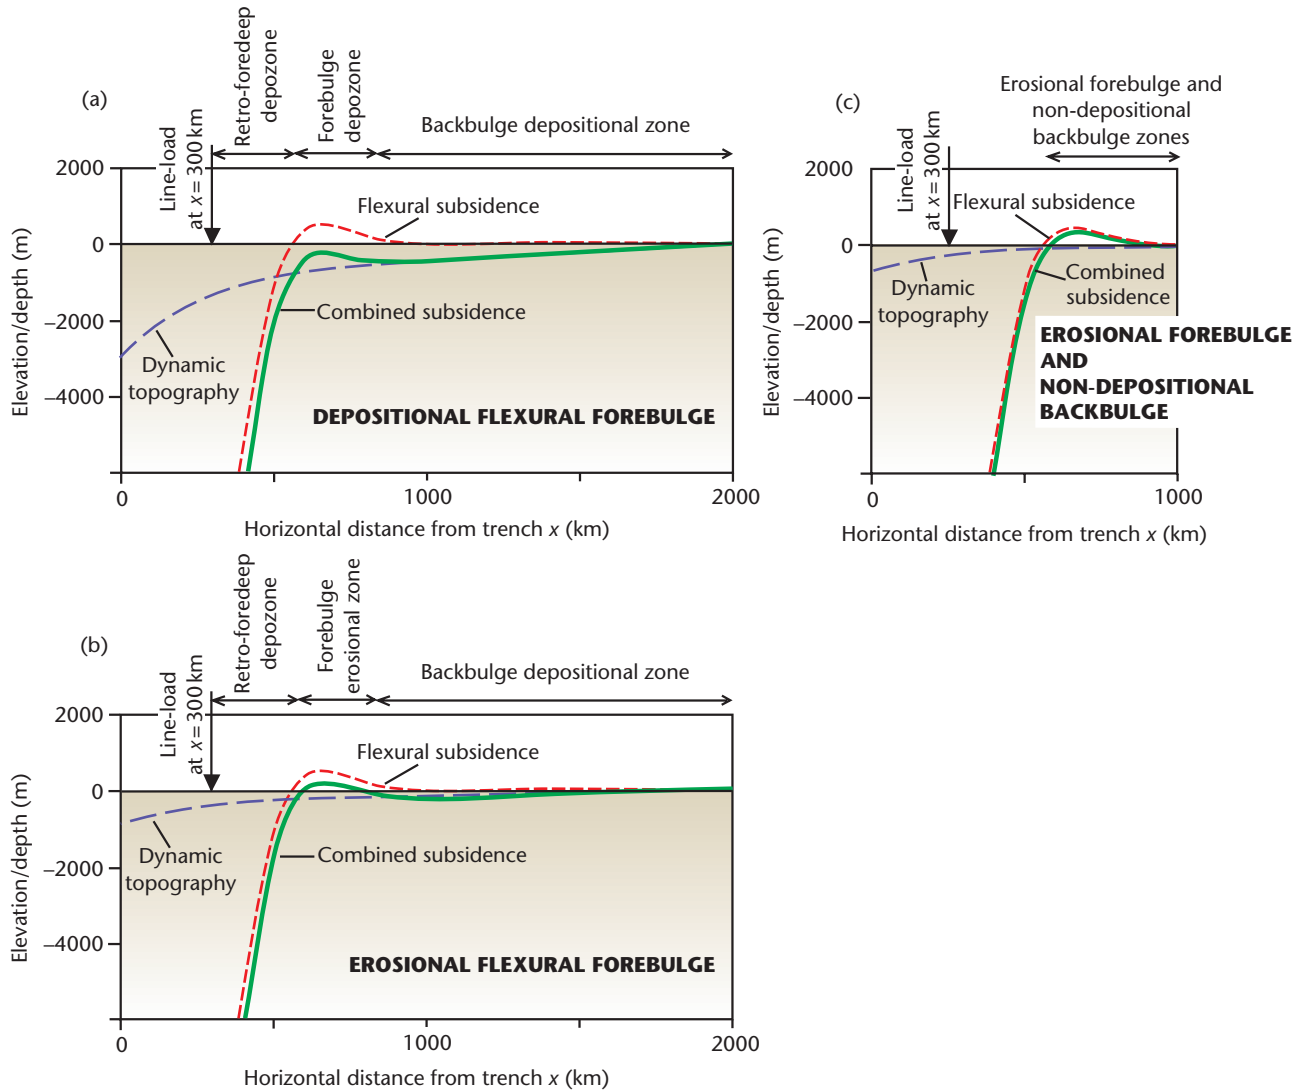 (a)
Line-load
at x = 300 km
Retro-foredeep
depozone
Forebulge
depozone
Backbulge depositional zone
2000
0
–2000
–4000
Elevation/depth (m)
Flexural subsidence
Combined subsidence
Dynamic
topography
DEPOSITIONAL FLEXURAL FOREBULGE
0
1000
2000
Horizontal distance from trench x (km)
(c)
Erosional forebulge and
non-depositional
backbulge zones
Line-load
at x = 300 km
2000
0
–2000
–4000
Elevation/depth (m)
Flexural subsidence
Dynamic
topography
Combined
subsidence
EROSIONAL FOREBULGE
AND
NON-DEPOSITIONAL
BACKBULGE
0
1000
Horizontal distance from trench x (km)
(b)
Line-load
at x = 300 km
Retro-foredeep
depozone
Forebulge
erosional zone
Backbulge depositional zone
2000
0
–2000
–4000
Elevation/depth (m)
Flexural subsidence
Combined subsidence
Dynamic
topography
EROSIONAL FLEXURAL FOREBULGE
0
1000
2000
Horizontal distance from trench x (km)